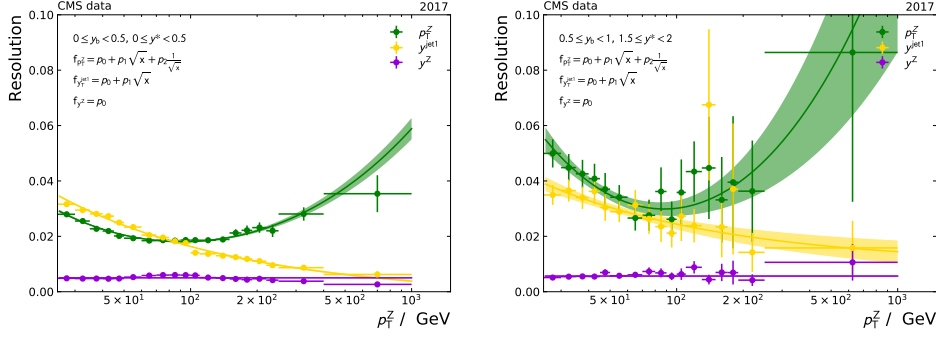 CMS data 2017
0 ≤ y_b < 0.5, 0 ≤ y* < 0.5
f_{p_T^Z} = p_0 + p_1 √x + p_2 1/√x
f_{y_T^{jet1}} = p_0 + p_1 √x
f_{y^Z} = p_0
p_T^Z
y^{jet1}
y^Z
Resolution
0.10
0.08
0.06
0.04
0.02
0.00
5 × 10^1 10^2 2 × 10^2 5 × 10^2 10^3
p_T^Z / GeV
CMS data 2017
0.5 ≤ y_b < 1, 1.5 ≤ y* < 2
f_{p_T^Z} = p_0 + p_1 √x + p_2 1/√x
f_{y_T^{jet1}} = p_0 + p_1 √x
f_{y^Z} = p_0
p_T^Z
y^{jet1}
y^Z
Resolution
0.10
0.08
0.06
0.04
0.02
0.00
5 × 10^1 10^2 2 × 10^2 5 × 10^2 10^3
p_T^Z / GeV